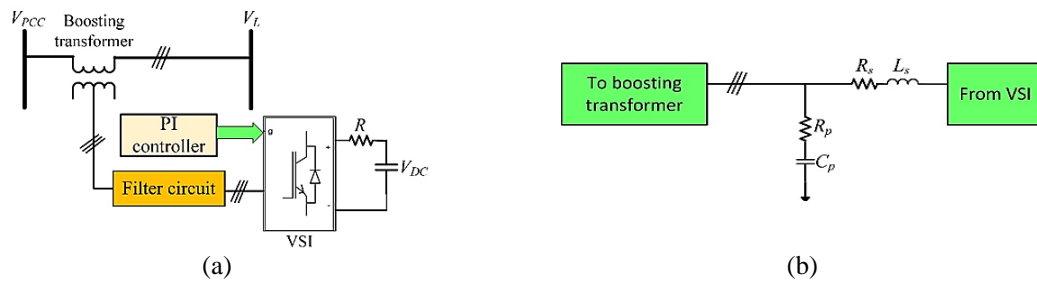 V_PCC
Boosting
transformer
V_L
PI
controller
g
+
-
R
V_DC
Filter circuit
VSI
(a)
To boosting
transformer
R_s
L_s
From VSI
R_p
C_p
(b)